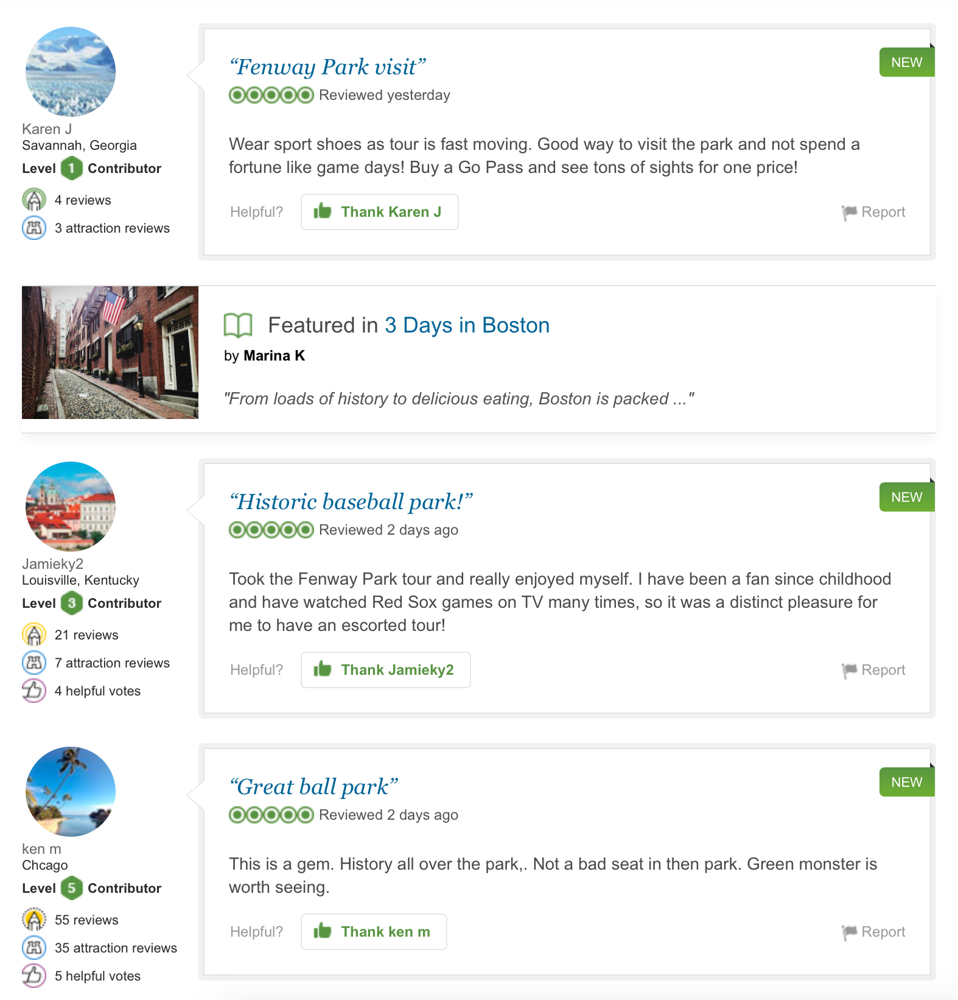 “Fenway Park visit”
NEW
Reviewed yesterday
Karen J
Savannah, Georgia
Level 1 Contributor
4 reviews
3 attraction reviews
Wear sport shoes as tour is fast moving. Good way to visit the park and not spend a
fortune like game days! Buy a Go Pass and see tons of sights for one price!
Helpful?
Thank Karen J
Report
Featured in 3 Days in Boston
by Marina K
"From loads of history to delicious eating, Boston is packed ..."
“Historic baseball park!”
NEW
Reviewed 2 days ago
Jamieky2
Louisville, Kentucky
Level 3 Contributor
21 reviews
7 attraction reviews
4 helpful votes
Took the Fenway Park tour and really enjoyed myself. I have been a fan since childhood
and have watched Red Sox games on TV many times, so it was a distinct pleasure for
me to have an escorted tour!
Helpful?
Thank Jamieky2
Report
“Great ball park”
NEW
Reviewed 2 days ago
ken m
Chcago
Level 5 Contributor
55 reviews
35 attraction reviews
5 helpful votes
This is a gem. History all over the park,. Not a bad seat in then park. Green monster is
worth seeing.
Helpful?
Thank ken m
Report